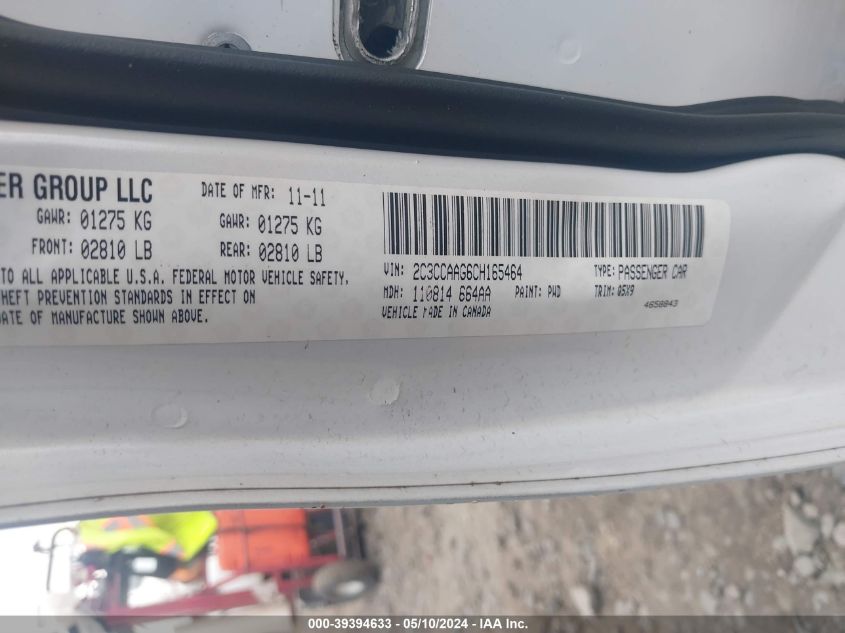 ER GROUP LLC
DATE OF MFR: 11-11
GAWR: 01275 KG
GAWR: 01275 KG
FRONT: 02810 LB
REAR: 02810 LB
TO ALL APPLICABLE U.S.A. FEDERAL MOTOR VEHICLE SAFETY,
HEFT PREVENTION STANDARDS IN EFFECT ON
DATE OF MANUFACTURE SHOWN ABOVE.
VIN: 2C3CCAAG6CH165464
TYPE: PASSENGER CAR
MDH: 110814 664AA
PAINT: PWD
TRIM: Q5X9
VEHICLE MADE IN CANADA
4658843
000-39394633 - 05/10/2024 - IAA Inc.